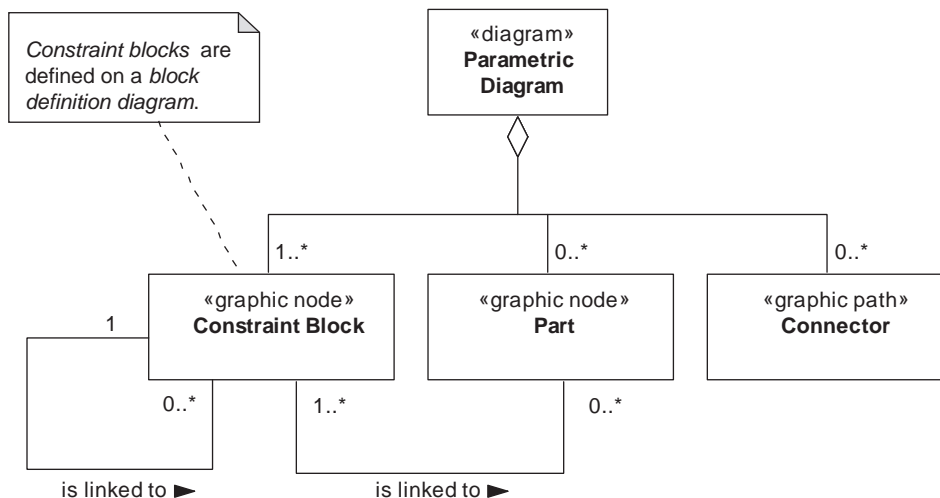 Constraint blocks are
defined on a block
definition diagram.
«diagram»
Parametric
Diagram
1..*
0..*
0..*
«graphic node»
Constraint Block
«graphic node»
Part
«graphic path»
Connector
1
0..*
1..*
0..*
is linked to ►
is linked to ►